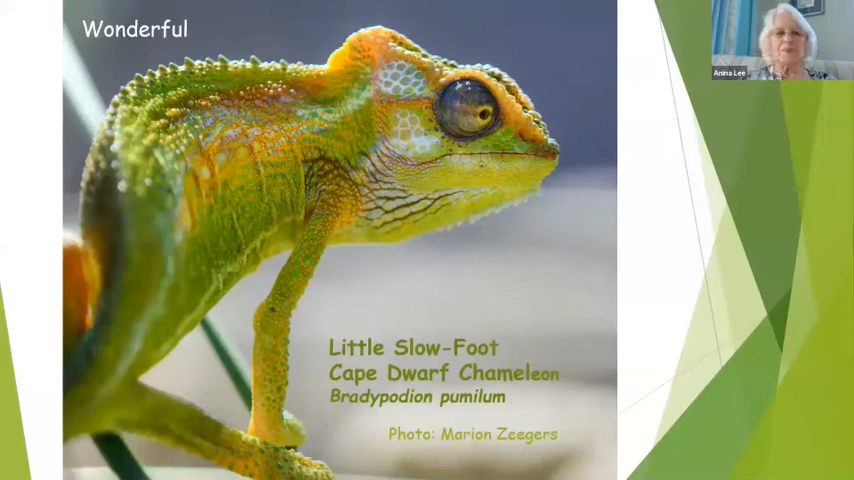 Wonderful
Anina Lee
Little Slow-Foot
Cape Dwarf Chameleon
Bradypodion pumilum
Photo: Marion Zeegers